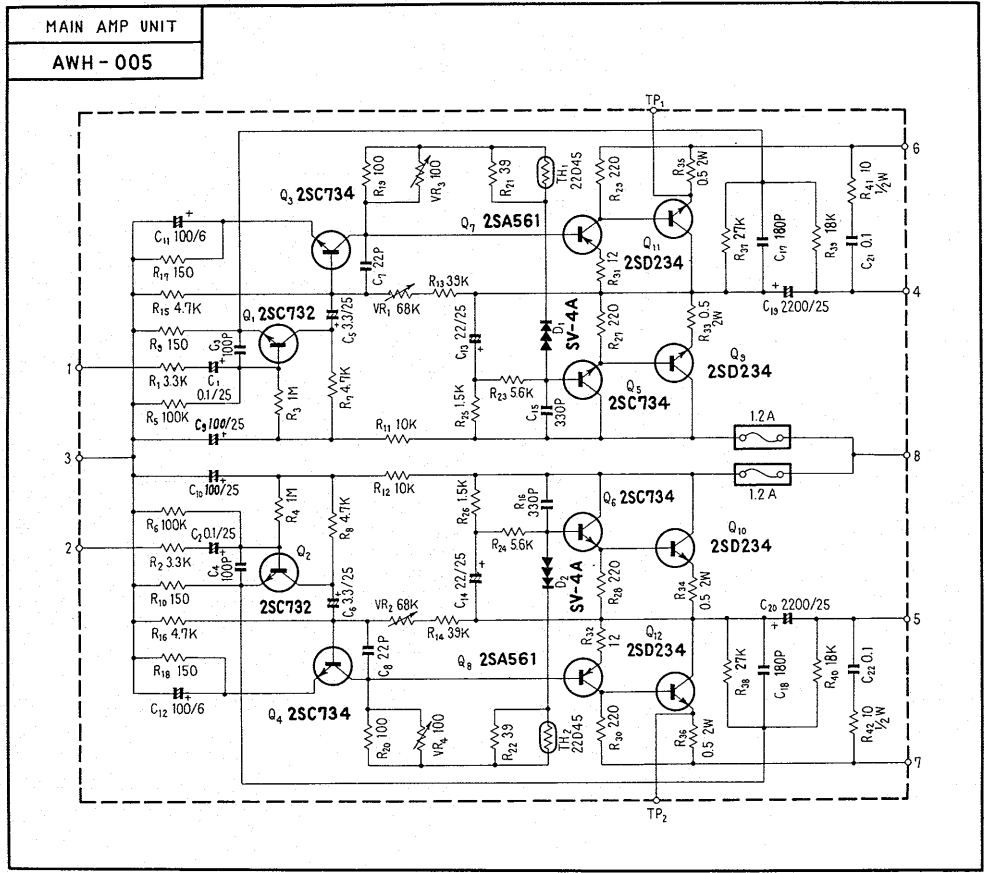 MAIN AMP UNIT
AWH-005
TP₁
6
R₁₉ 100
VR₃ 100
R₂₁ 39
TH₁ 22D45
R₂₉ 220
R₃₅ 0.5 2W
R₄₁ 10 ½W
Q₃ 2SC734
C₁₁ 100/6
R₁₇ 150
Q₇ 2SA561
Q₁₁ 2SD234
R₃₇ 27K
C₁₇ 180P
R₃₉ 18K
C₂₁ 0.1
C₇ 22P
R₃₁ 12
R₁₃ 39K
VR₁ 68K
4
C₁₉ 2200/25
R₁₅ 4.7K
Q₁ 2SC732
C₅ 3.3/25
R₉ 150
C₃ 100P
C₁₃ 22/25
D₁ SV-4A
R₂₇ 220
R₃₃ 0.5 2W
1
R₁ 3.3K
C₁ 0.1/25
R₃ 1M
R₇ 4.7K
R₅ 100K
R₂₃ 5.6K
R₂₅ 1.5K
C₁₅ 330P
Q₅ 2SC734
Q₉ 2SD234
C₉ 100/25
R₁₁ 10K
1.2A
3
8
C₁₀ 100/25
R₁₂ 10K
1.2A
R₆ 100K
C₂ 0.1/25
R₄ 1M
R₈ 4.7K
R₂₆ 1.5K
R₁₆ 330P
Q₆ 2SC734
R₂₄ 5.6K
Q₁₀ 2SD234
2
R₂ 3.3K
C₄ 100P
Q₂ 2SC732
R₁₀ 150
C₆ 3.3/25
C₁₄ 22/25
D₂ SV-4A
R₂₈ 220
R₃₄ 0.5 2W
C₂₀ 2200/25
5
R₁₆ 4.7K
VR₂ 68K
R₁₄ 39K
R₃₂ 12
Q₁₂ 2SD234
R₁₈ 150
C₈ 22P
Q₈ 2SA561
R₃₈ 27K
C₁₈ 180P
R₄₀ 18K
C₂₂ 0.1
C₁₂ 100/6
Q₄ 2SC734
R₂₀ 100
VR₄ 100
R₂₂ 39
TH₂ 22D45
R₃₀ 220
R₃₆ 0.5 2W
R₄₂ 10 ½W
7
TP₂